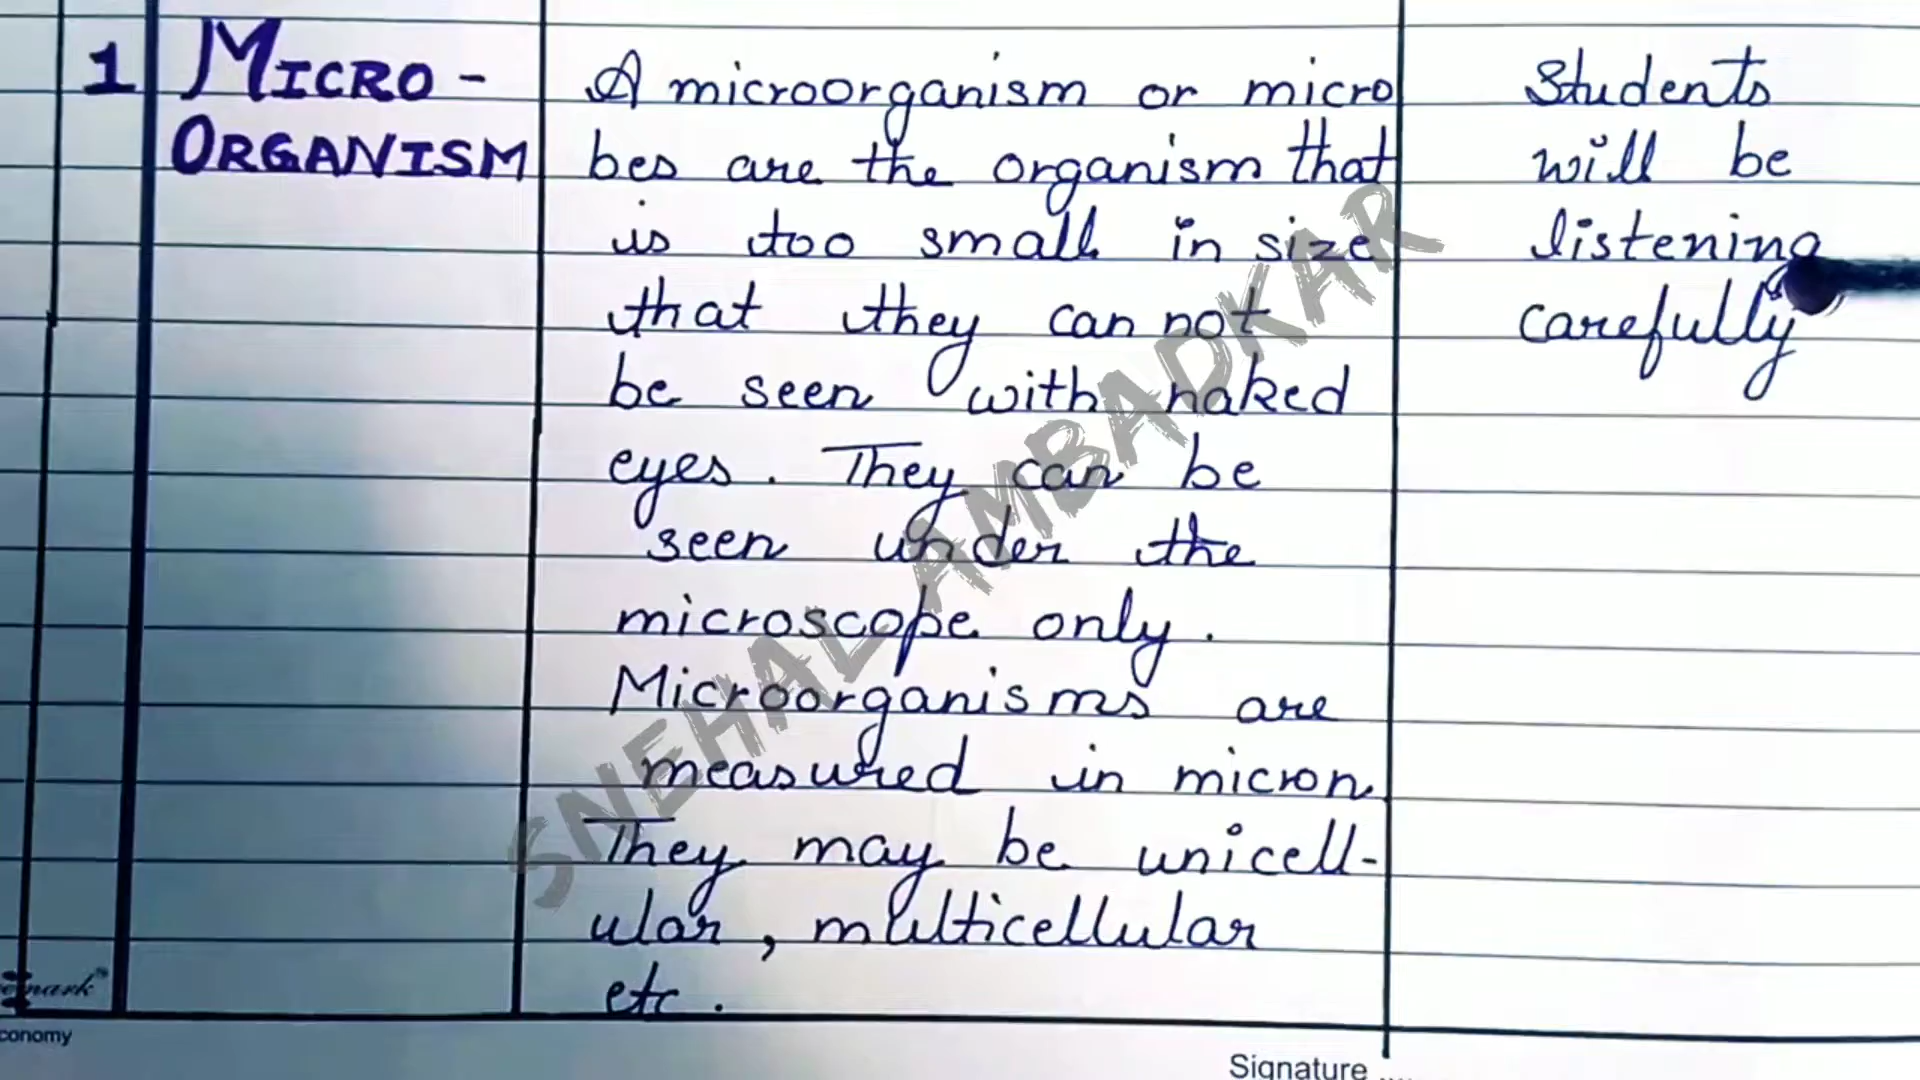 1
MICRO -
ORGANISM
A microorganism or micro
bes are the organism that
is too small in size
that they can not
be seen with naked
eyes. They can be
seen under the
microscope only.
Microorganisms are
measured in micron
They may be unicell-
ular, multicellular
etc.
Students
will be
listening
carefully
SNEHAL AMBADKAR
Signature ....